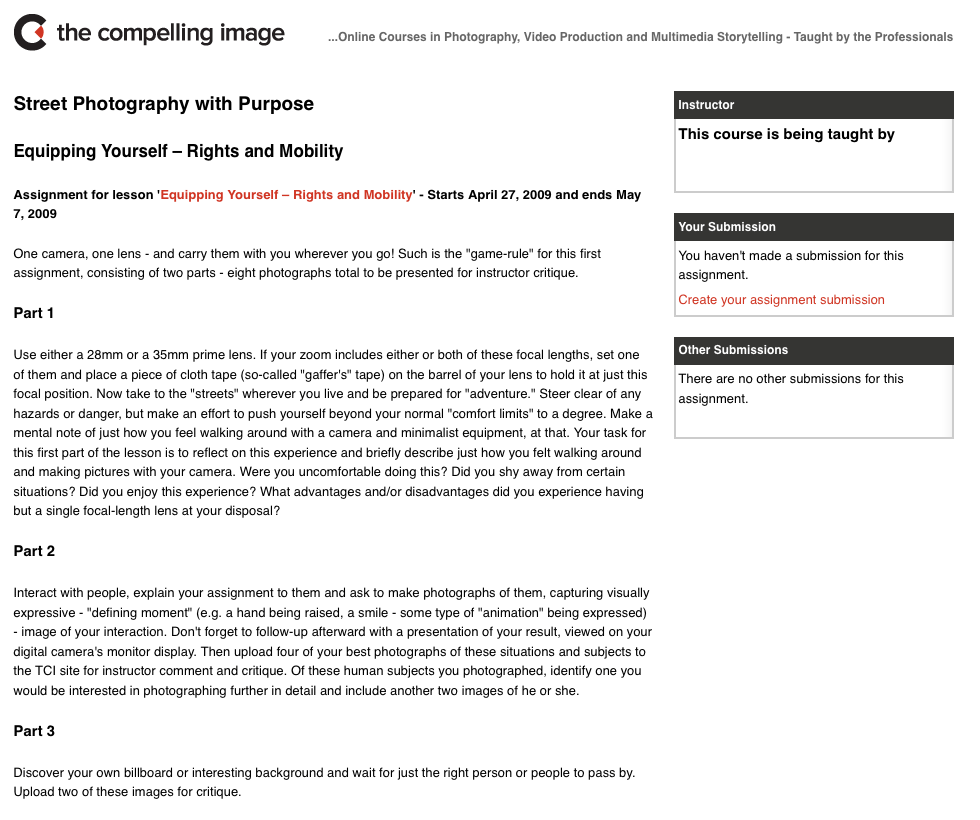 the compelling image
...Online Courses in Photography, Video Production and Multimedia Storytelling - Taught by the Professionals
Street Photography with Purpose
Equipping Yourself – Rights and Mobility
Assignment for lesson 'Equipping Yourself – Rights and Mobility' - Starts April 27, 2009 and ends May
7, 2009
One camera, one lens - and carry them with you wherever you go! Such is the "game-rule" for this first
assignment, consisting of two parts - eight photographs total to be presented for instructor critique.
Part 1
Use either a 28mm or a 35mm prime lens. If your zoom includes either or both of these focal lengths, set one
of them and place a piece of cloth tape (so-called "gaffer's" tape) on the barrel of your lens to hold it at just this
focal position. Now take to the "streets" wherever you live and be prepared for "adventure." Steer clear of any
hazards or danger, but make an effort to push yourself beyond your normal "comfort limits" to a degree. Make a
mental note of just how you feel walking around with a camera and minimalist equipment, at that. Your task for
this first part of the lesson is to reflect on this experience and briefly describe just how you felt walking around
and making pictures with your camera. Were you uncomfortable doing this? Did you shy away from certain
situations? Did you enjoy this experience? What advantages and/or disadvantages did you experience having
but a single focal-length lens at your disposal?
Part 2
Interact with people, explain your assignment to them and ask to make photographs of them, capturing visually
expressive - "defining moment" (e.g. a hand being raised, a smile - some type of "animation" being expressed)
- image of your interaction. Don't forget to follow-up afterward with a presentation of your result, viewed on your
digital camera's monitor display. Then upload four of your best photographs of these situations and subjects to
the TCI site for instructor comment and critique. Of these human subjects you photographed, identify one you
would be interested in photographing further in detail and include another two images of he or she.
Part 3
Discover your own billboard or interesting background and wait for just the right person or people to pass by.
Upload two of these images for critique.
Instructor
This course is being taught by
Your Submission
You haven't made a submission for this
assignment.
Create your assignment submission
Other Submissions
There are no other submissions for this
assignment.